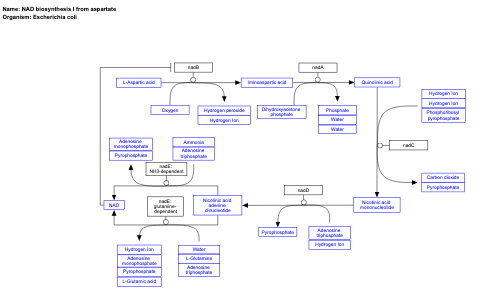 Name: NAD biosynthesis I from aspartate
Organism: Escherichia coli
nadB
nadA
L-Aspartic acid
Iminoaspartic acid
Quinolinic acid
Oxygen
Hydrogen peroxide
Hydrogen Ion
Dihydroxyacetone
phosphate
Phosphate
Water
Water
Hydrogen Ion
Hydrogen Ion
Phosphoribosyl
pyrophosphate
nadC
Carbon dioxide
Pyrophosphate
Adenosine
monophosphate
Pyrophosphate
Ammonia
Adenosine
triphosphate
nadE:
NH3-dependent
NAD
nadE:
glutamine-
dependent
Nicotinic acid
adenine
dinucleotide
nadD
Nicotinic acid
mononucleotide
Pyrophosphate
Adenosine
triphosphate
Hydrogen Ion
Hydrogen Ion
Adenosine
monophosphate
Pyrophosphate
L-Glutamic acid
Water
L-Glutamine
Adenosine
triphosphate